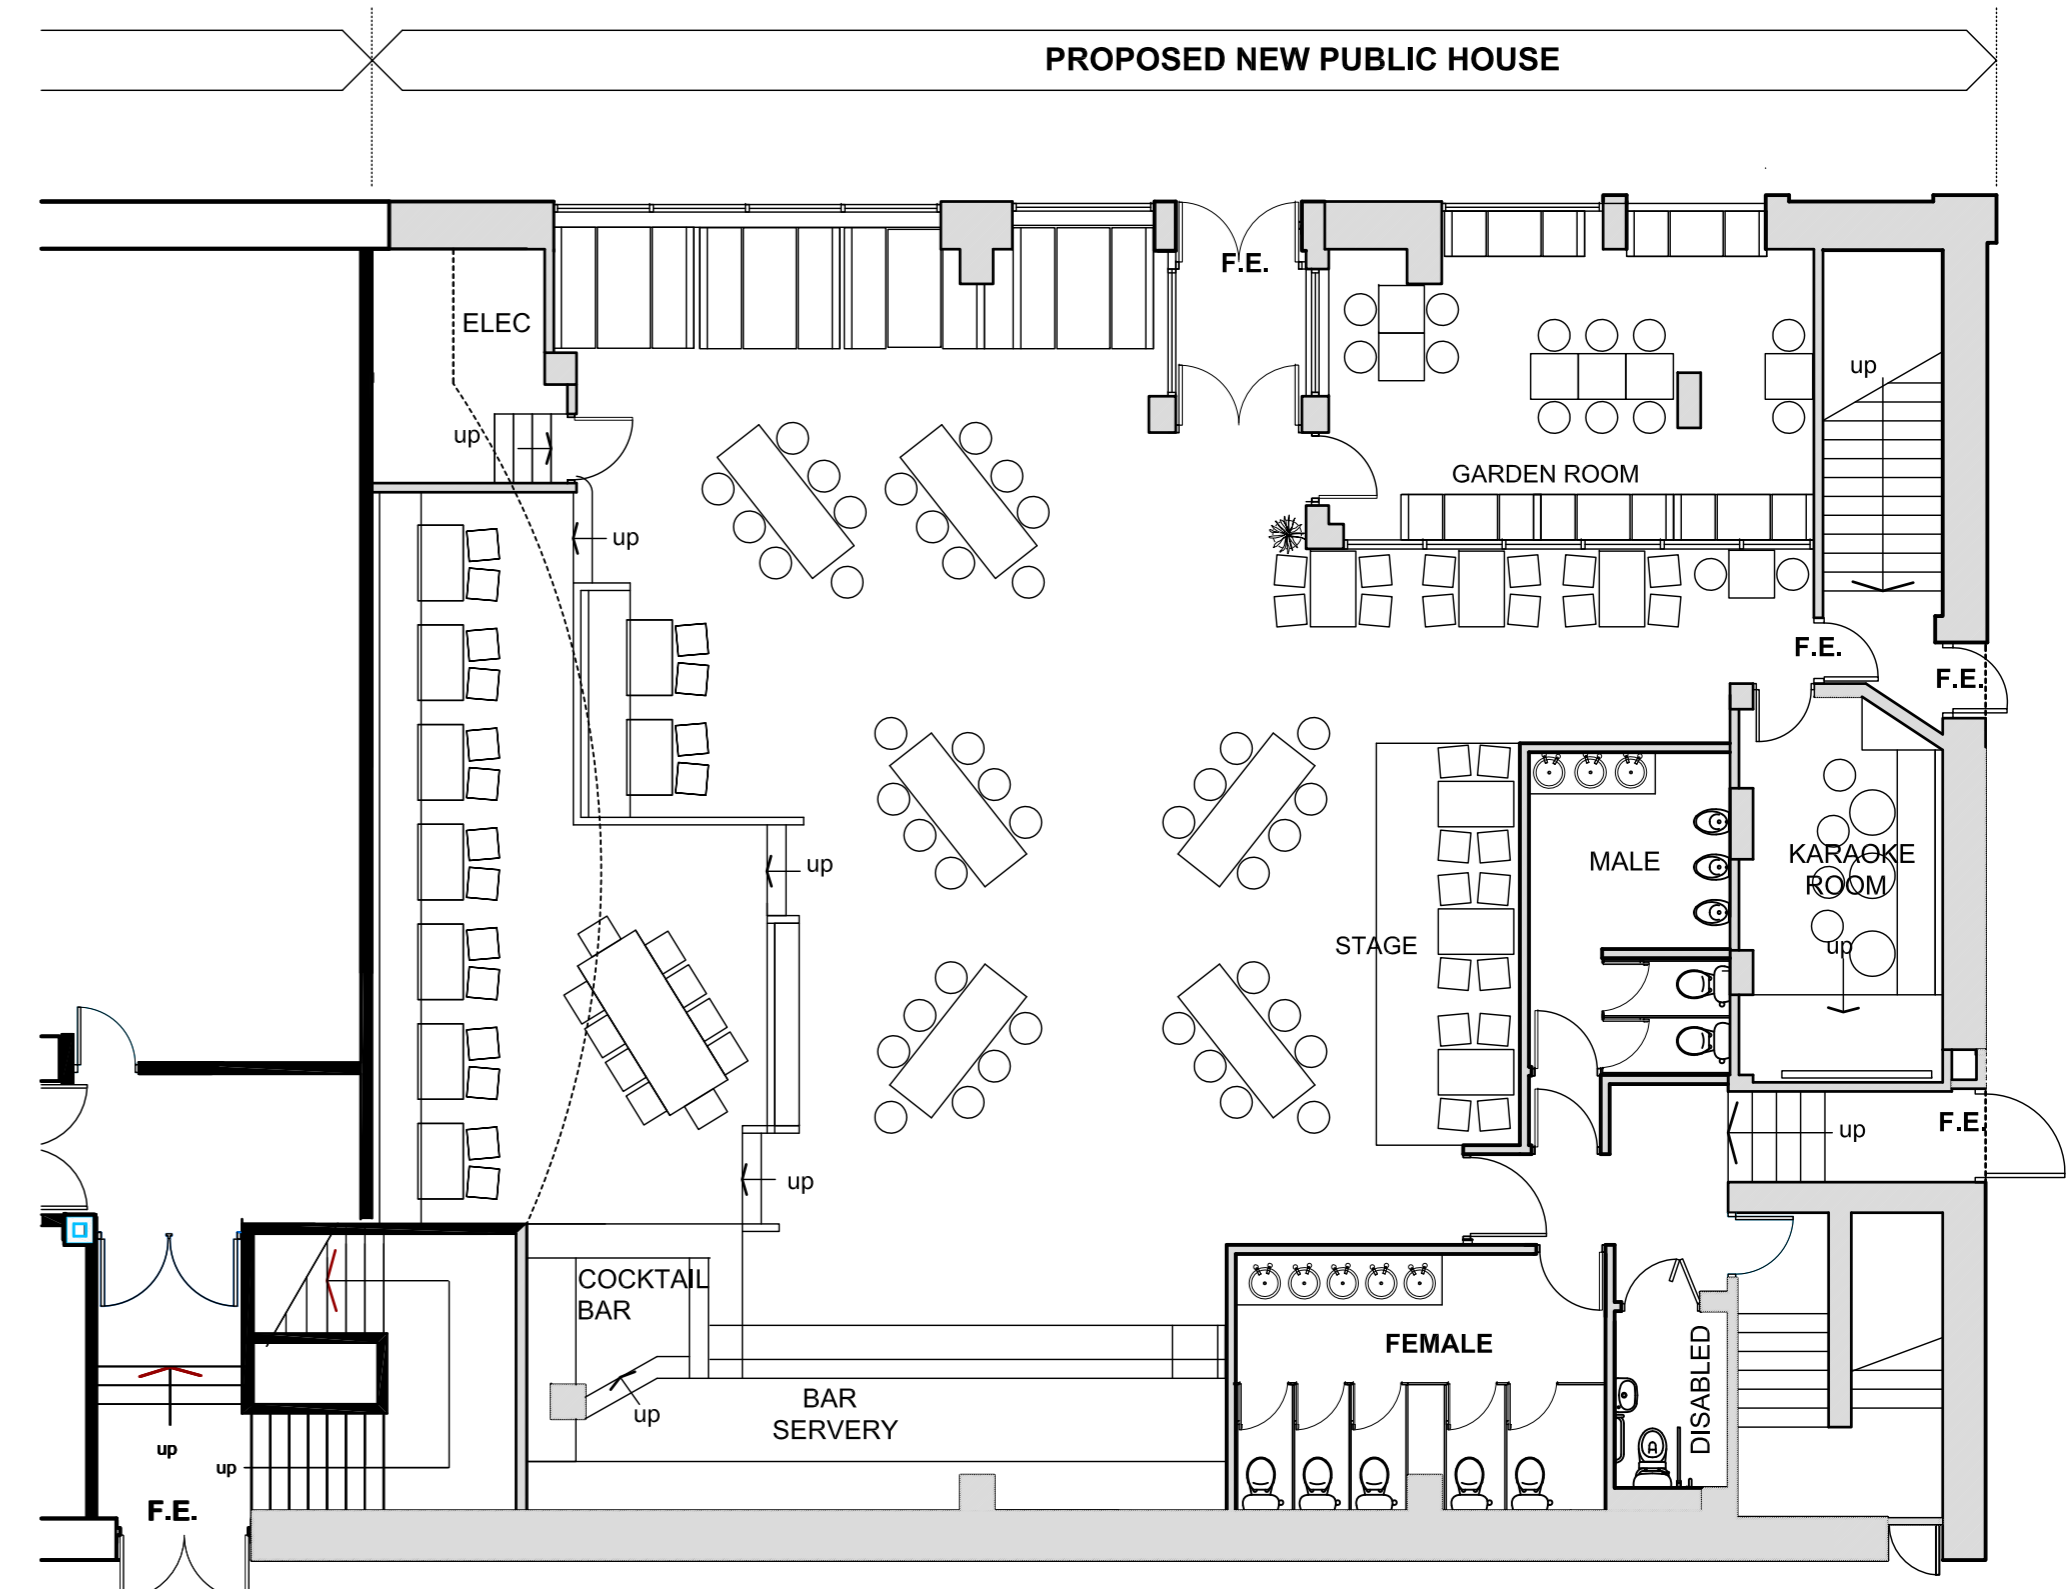 PROPOSED NEW PUBLIC HOUSE
F.E.
ELEC
up
up
GARDEN ROOM
up
up
F.E.
F.E.
up
MALE
KARAOKE
ROOM
STAGE
up
F.E.
up
up
COCKTAIL
BAR
FEMALE
DISABLED
BAR
SERVERY
up
up
up
F.E.
A